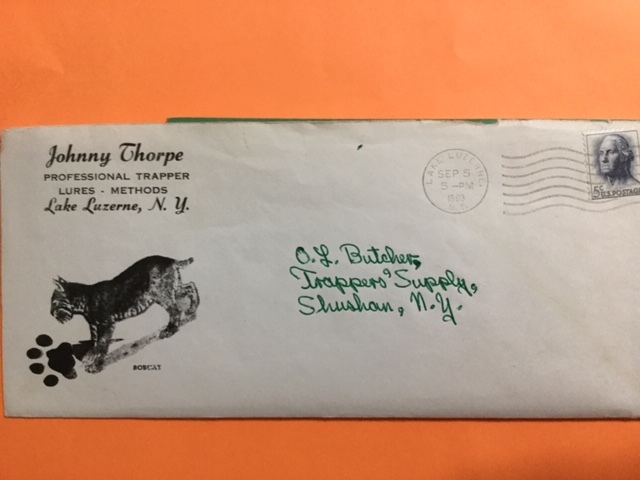 Johnny Thorpe
PROFESSIONAL TRAPPER
LURES - METHODS
Lake Luzerne, N. Y.
LAKE LUZERNE
SEP 5
5 -PM
1963
N.Y.
5¢ U.S. POSTAGE
O.L. Butcher,
Trappers' Supply,
Shushan, N.Y.
BOBCAT